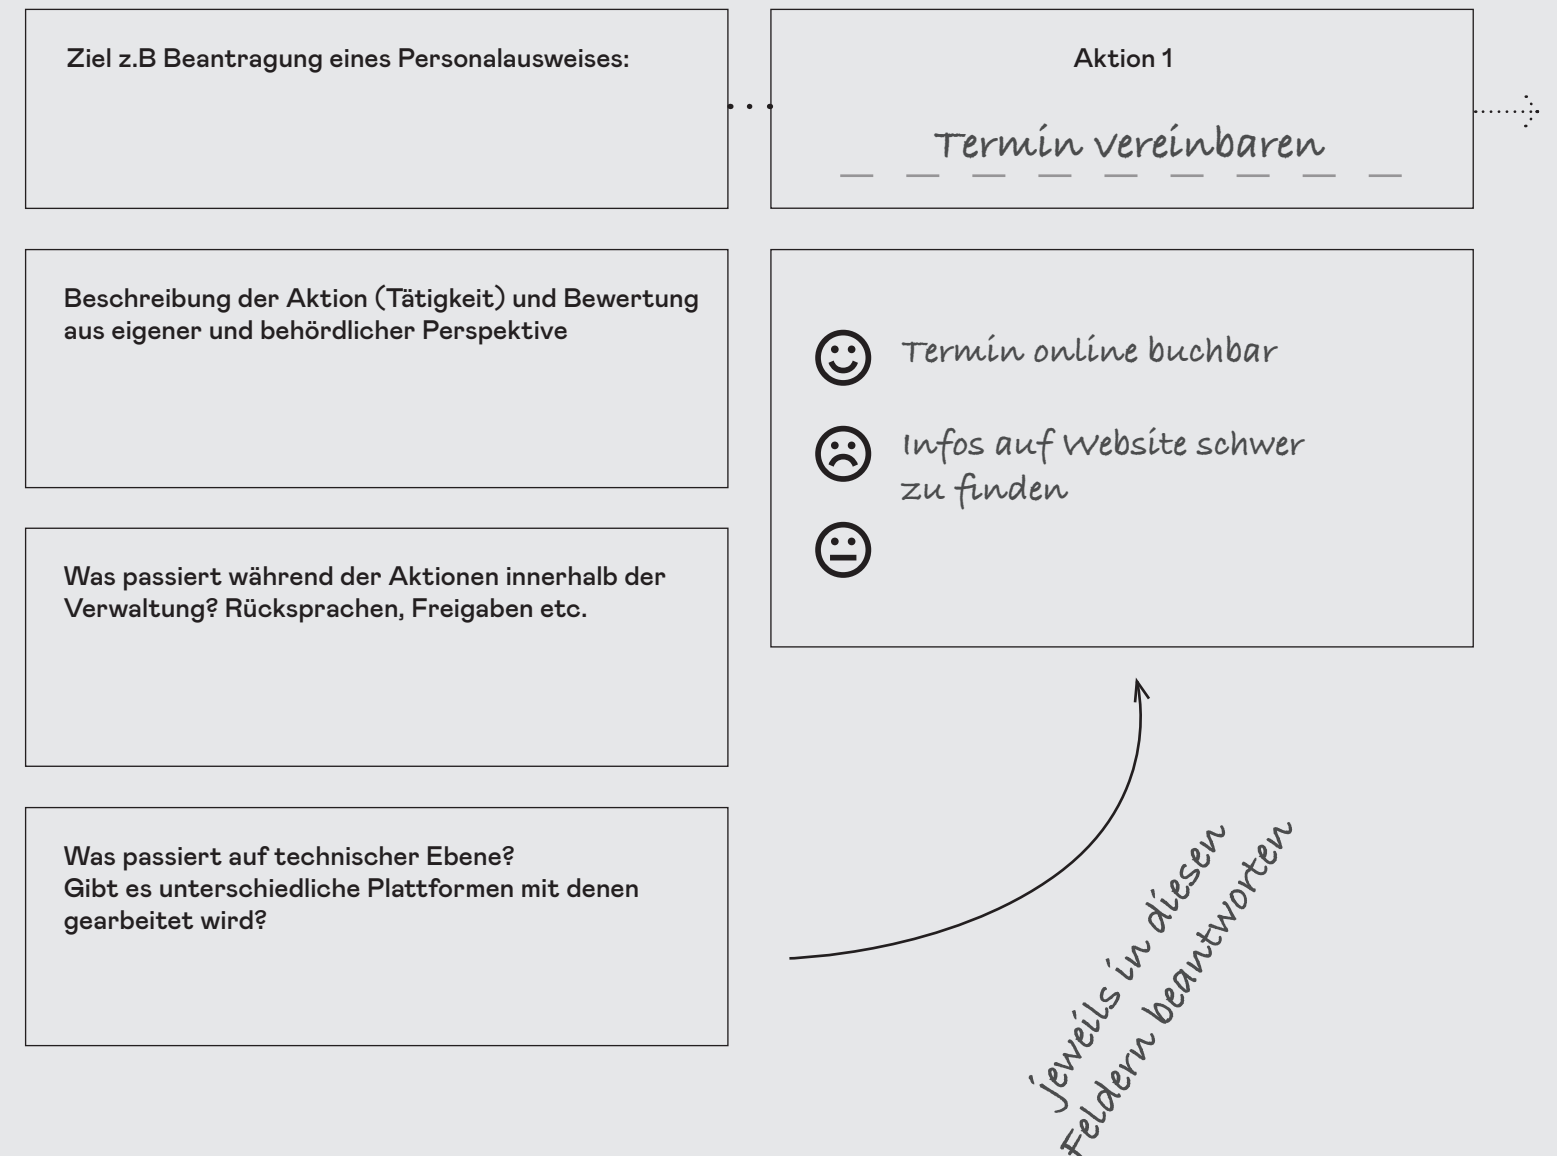 Ziel z.B Beantragung eines Personalausweises:
Aktion 1
Termin vereinbaren
Beschreibung der Aktion (Tätigkeit) und Bewertung
aus eigener und behördlicher Perspektive
Termin online buchbar
Infos auf Website schwer
zu finden
Was passiert während der Aktionen innerhalb der
Verwaltung? Rücksprachen, Freigaben etc.
Was passiert auf technischer Ebene?
Gibt es unterschiedliche Plattformen mit denen
gearbeitet wird?
jeweils in diesen
Feldern beantworten